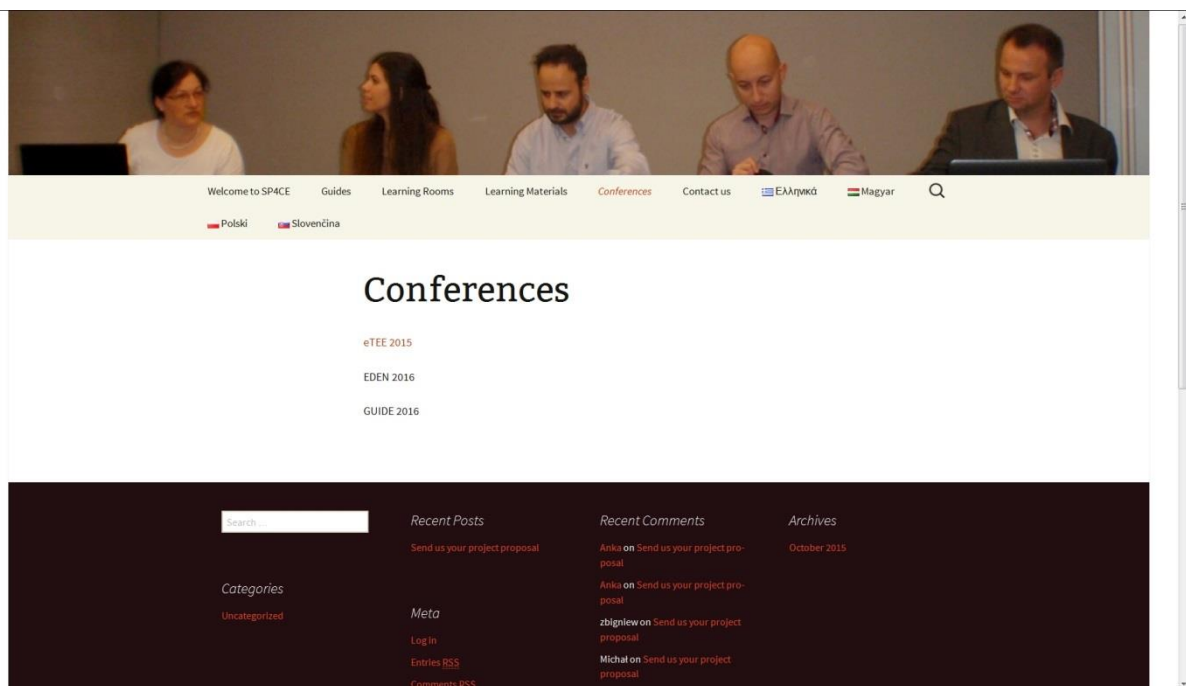 Welcome to SP4CE Guides Learning Rooms Learning Materials Conferences Contact us Ελληνικά Magyar
Polski Slovenčina
Conferences
eTEE 2015
EDEN 2016
GUIDE 2016
Search ...
Categories
Uncategorized
Recent Posts
Send us your project proposal
Meta
Log in
Entries RSS
Comments RSS
Recent Comments
Anka on Send us your project pro-
posal
Anka on Send us your project pro-
posal
zbigniew on Send us your project
proposal
Michał on Send us your project
proposal
Archives
October 2015